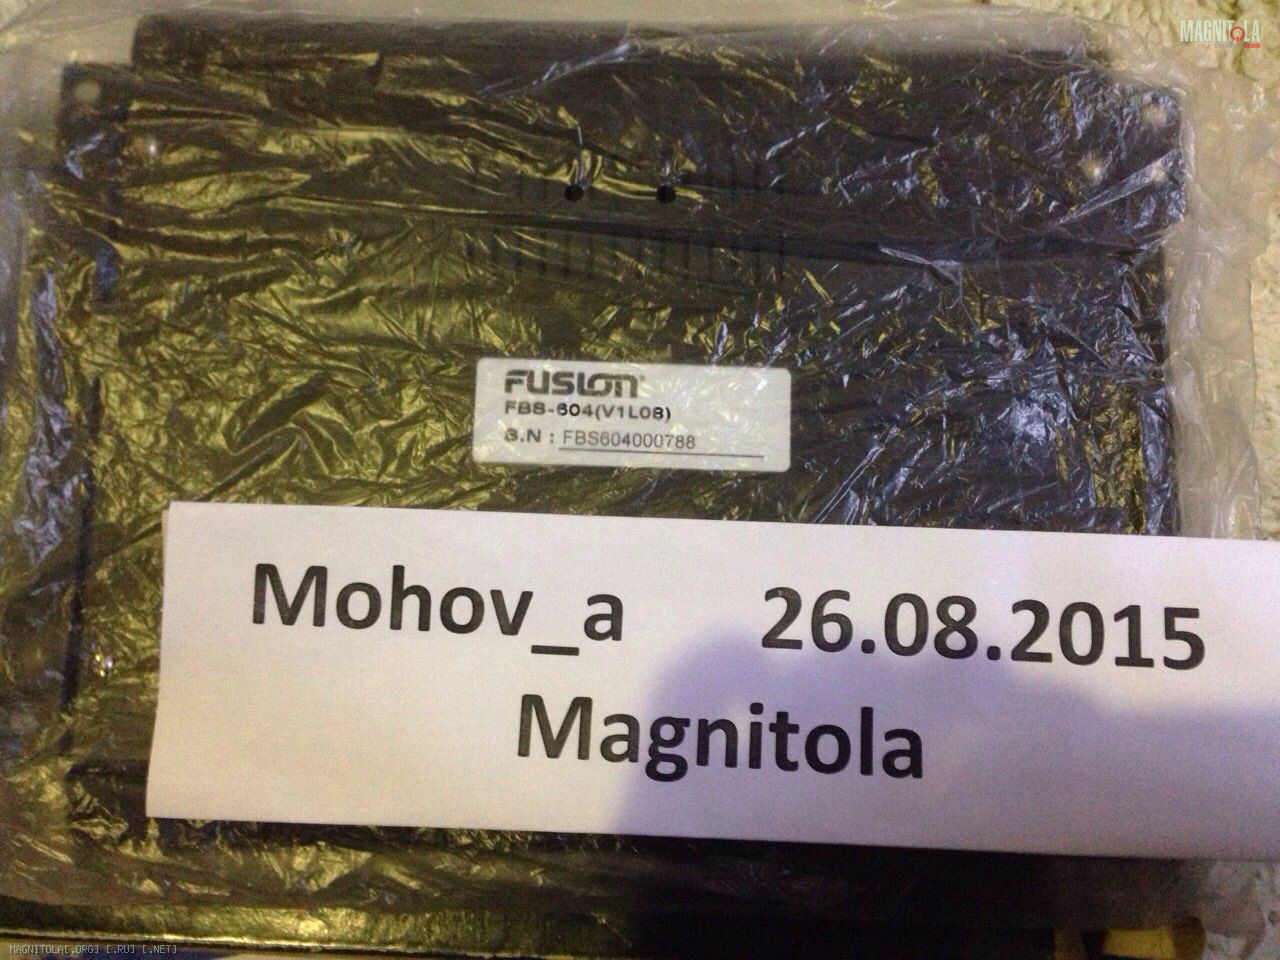 MAGNITOLA
FUSION
FBS-604(V1L08)
S.N : FBS604000788
Mohov_a 26.08.2015
Magnitola
MAGNITOLA[.ORG] [.RU] [.NET]